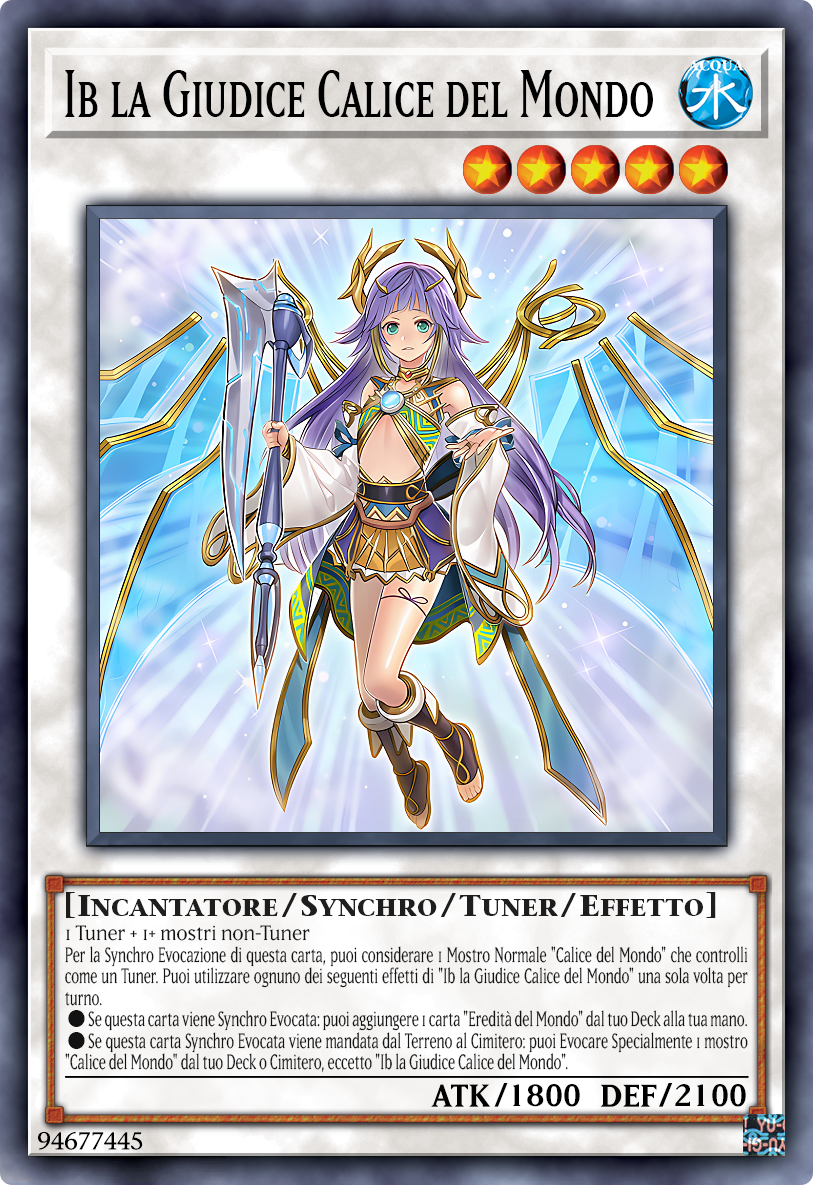 Ib la Giudice Calice del Mondo
ACQUA
水
[Incantatore/Synchro/Tuner/Effetto]
1 Tuner + 1+ mostri non-Tuner
Per la Synchro Evocazione di questa carta, puoi considerare 1 Mostro Normale "Calice del Mondo" che controlli
come un Tuner. Puoi utilizzare ognuno dei seguenti effetti di "Ib la Giudice Calice del Mondo" una sola volta per
turno.
● Se questa carta viene Synchro Evocata: puoi aggiungere 1 carta "Eredità del Mondo" dal tuo Deck alla tua mano.
● Se questa carta Synchro Evocata viene mandata dal Terreno al Cimitero: puoi Evocare Specialmente 1 mostro
"Calice del Mondo" dal tuo Deck o Cimitero, eccetto "Ib la Giudice Calice del Mondo".
ATK/1800 DEF/2100
94677445